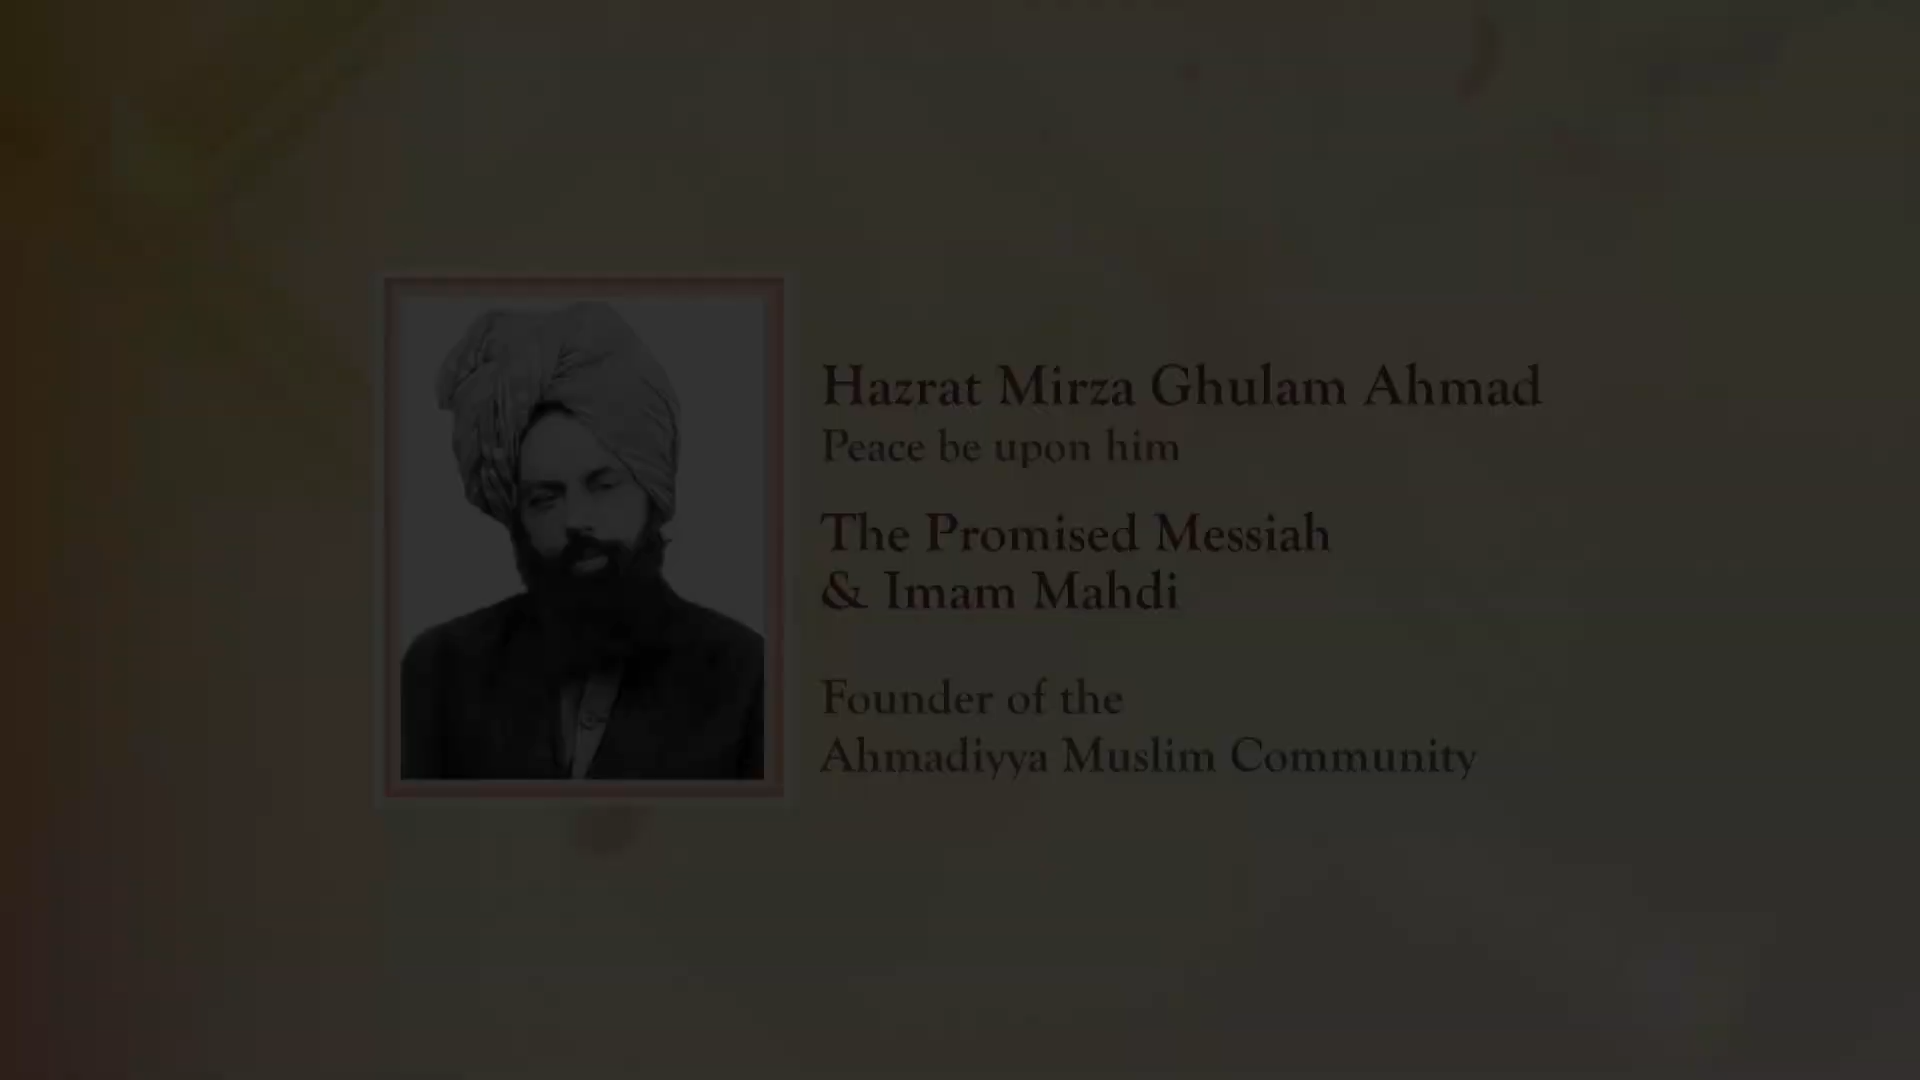 Hazrat Mirza Ghulam Ahmad
Peace be upon him
The Promised Messiah
& Imam Mahdi
Founder of the
Ahmadiyya Muslim Community